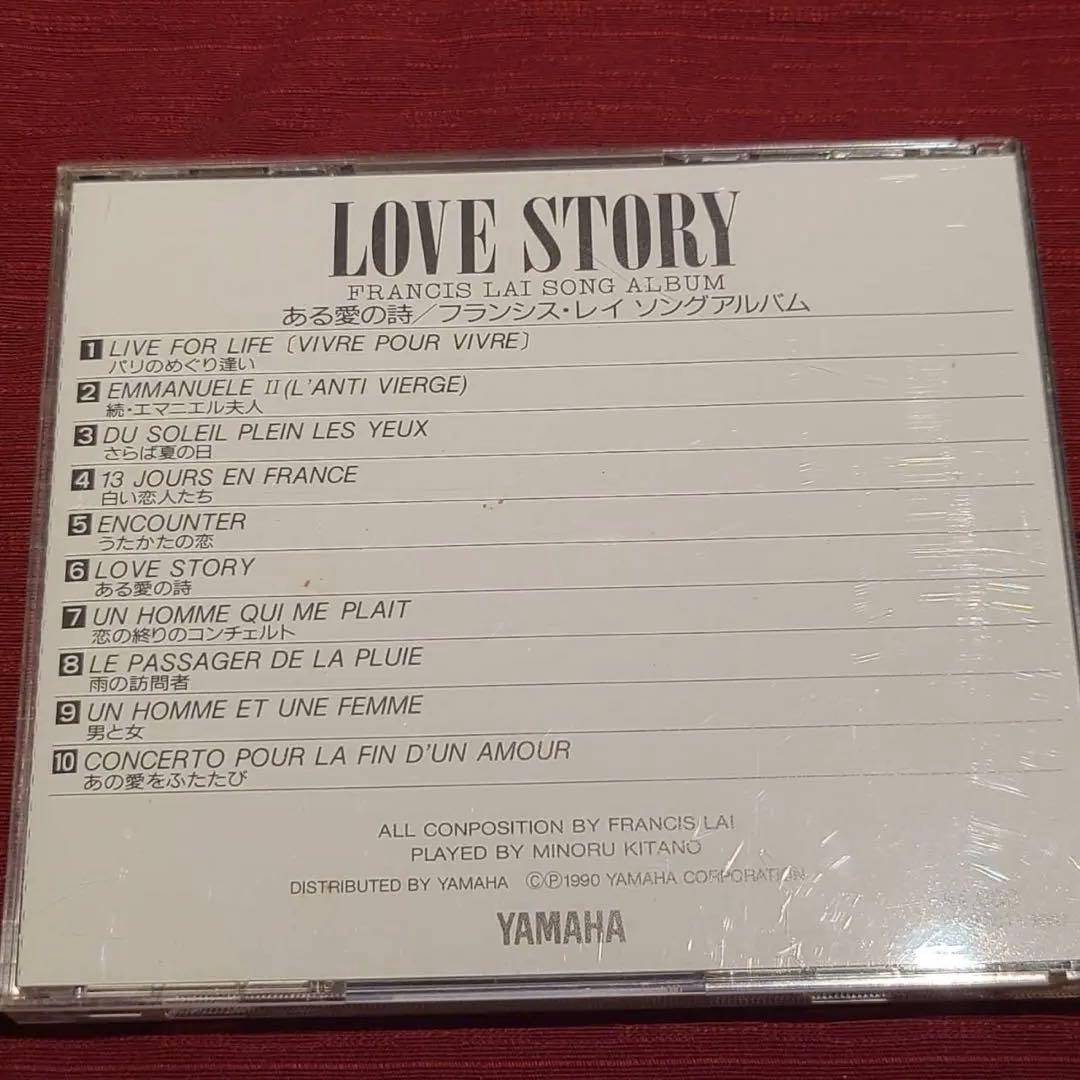 LOVE STORY
FRANCIS LAI SONG ALBUM
ある愛の詩/フランシス・レイ ソングアルバム
1 LIVE FOR LIFE〔VIVRE POUR VIVRE〕
パリのめぐり逢い
2 EMMANUELE II (L'ANTI VIERGE)
続・エマニエル夫人
3 DU SOLEIL PLEIN LES YEUX
さらば夏の日
4 13 JOURS EN FRANCE
白い恋人たち
5 ENCOUNTER
うたかたの恋
6 LOVE STORY
ある愛の詩
7 UN HOMME QUI ME PLAIT
恋の終りのコンチェルト
8 LE PASSAGER DE LA PLUIE
雨の訪問者
9 UN HOMME ET UNE FEMME
男と女
10 CONCERTO POUR LA FIN D'UN AMOUR
あの愛をふたたび
ALL CONPOSITION BY FRANCIS LAI
PLAYED BY MINORU KITANO
DISTRIBUTED BY YAMAHA ©℗1990 YAMAHA CORPORATION
YAMAHA